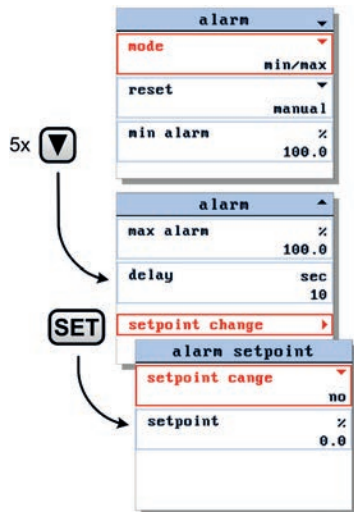 alarm
mode
min/max
reset
manual
min alarm %
100.0
5x
alarm
max alarm %
100.0
delay sec
10
setpoint change
SET
alarm setpoint
setpoint cange
no
setpoint %
0.0